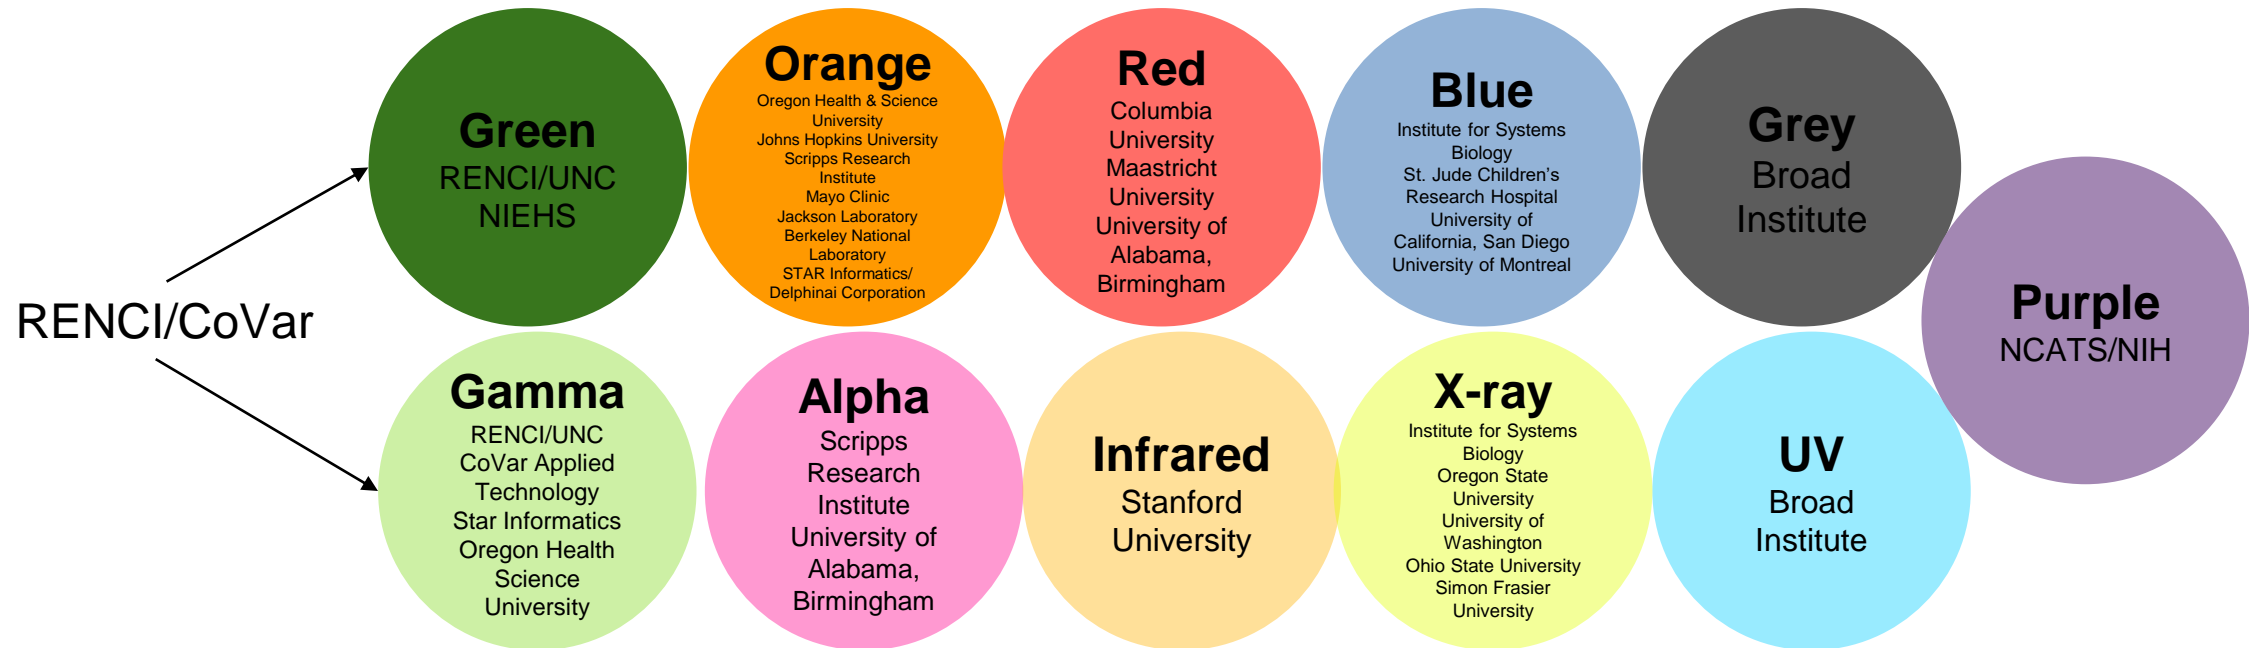 RENCI/CoVar
Green
RENCI/UNC
NIEHS
Orange
Oregon Health & Science
University
Johns Hopkins University
Scripps Research
Institute
Mayo Clinic
Jackson Laboratory
Berkeley National
Laboratory
STAR Informatics/
Delphinai Corporation
Red
Columbia
University
Maastricht
University
University of
Alabama,
Birmingham
Blue
Institute for Systems
Biology
St. Jude Children’s
Research Hospital
University of
California, San Diego
University of Montreal
Grey
Broad
Institute
Purple
NCATS/NIH
Gamma
RENCI/UNC
CoVar Applied
Technology
Star Informatics
Oregon Health
Science
University
Alpha
Scripps
Research
Institute
University of
Alabama,
Birmingham
Infrared
Stanford
University
X-ray
Institute for Systems
Biology
Oregon State
University
University of
Washington
Ohio State University
Simon Frasier
University
UV
Broad
Institute